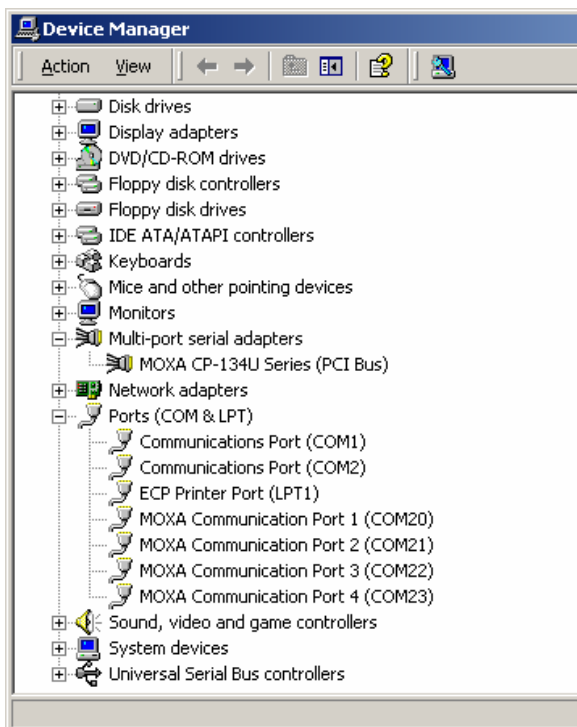 Device Manager
Action View
Disk drives
Display adapters
DVD/CD-ROM drives
Floppy disk controllers
Floppy disk drives
IDE ATA/ATAPI controllers
Keyboards
Mice and other pointing devices
Monitors
Multi-port serial adapters
MOXA CP-134U Series (PCI Bus)
Network adapters
Ports (COM & LPT)
Communications Port (COM1)
Communications Port (COM2)
ECP Printer Port (LPT1)
MOXA Communication Port 1 (COM20)
MOXA Communication Port 2 (COM21)
MOXA Communication Port 3 (COM22)
MOXA Communication Port 4 (COM23)
Sound, video and game controllers
System devices
Universal Serial Bus controllers